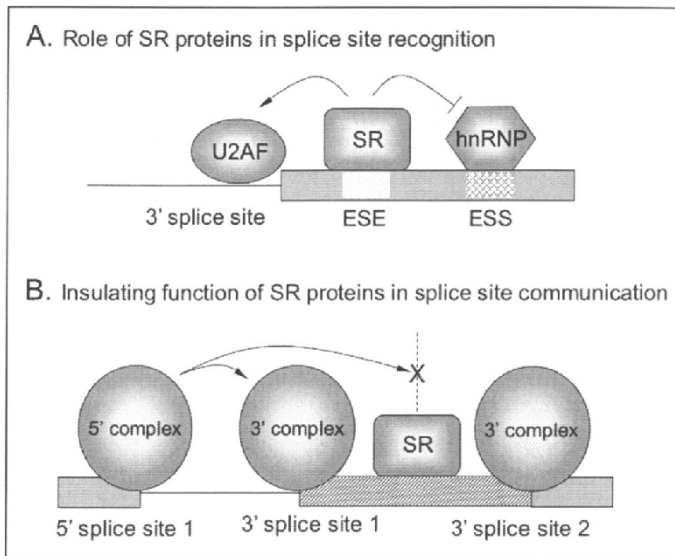 A. Role of SR proteins in splice site recognition
U2AF
SR
hnRNP
3' splice site
ESE
ESS
B. Insulating function of SR proteins in splice site communication
X
5' complex
3' complex
SR
3' complex
5' splice site 1
3' splice site 1
3' splice site 2